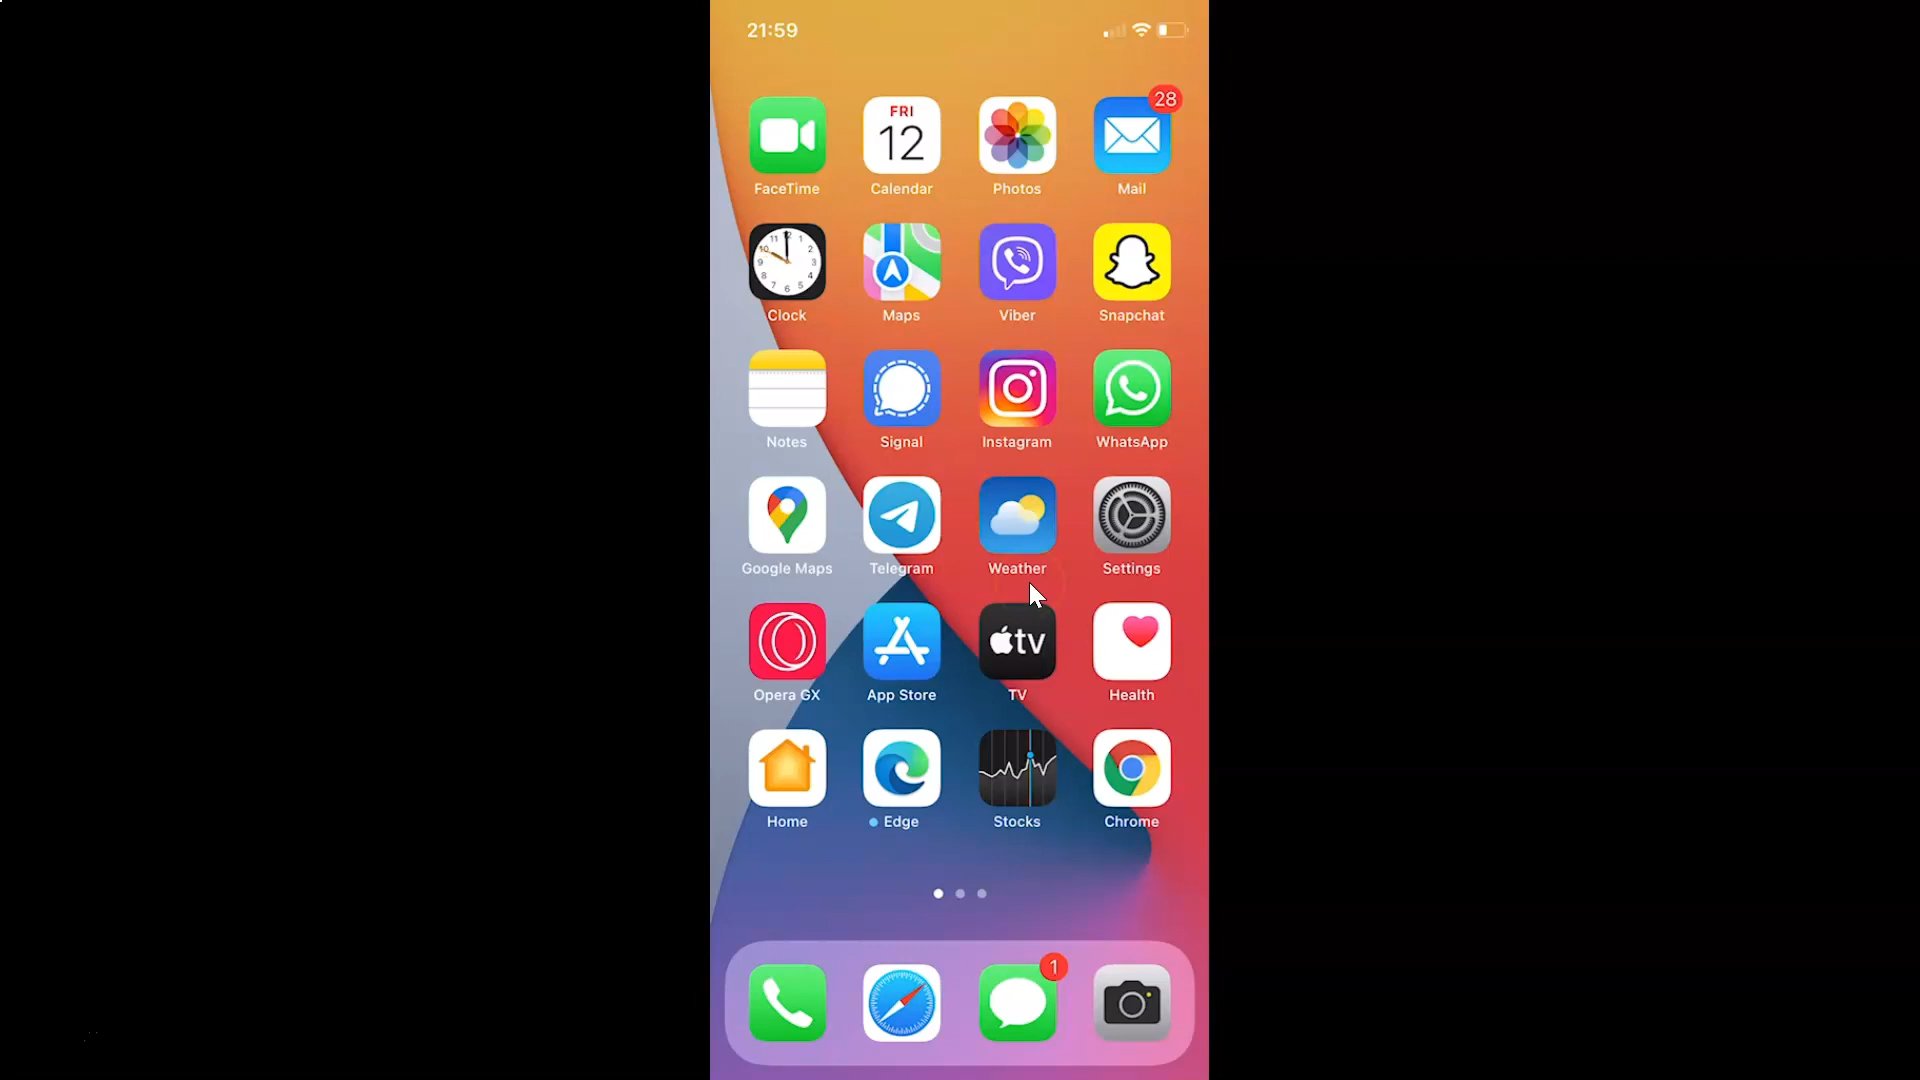 21:59
28
FRI
12
FaceTime Calendar Photos Mail
Clock Maps Viber Snapchat
Notes Signal Instagram WhatsApp
Google Maps Telegram Weather Settings
tv
Opera GX App Store TV Health
Home Edge Stocks Chrome
1